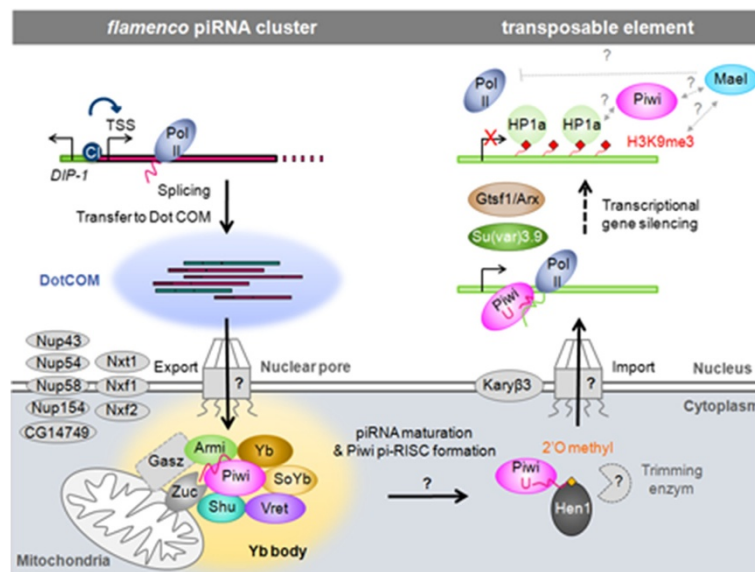 flamenco piRNA cluster
transposable element
TSS
Pol
II
CI
DIP-1
Splicing
Transfer to Dot COM
DotCOM
Nup43
Nup54
Nup58
Nup154
CG14749
Nxt1
Nxf1
Nxf2
Export
Nuclear pore
?
Armi
Yb
Gasz
Piwi
SoYb
Zuc
Shu
Vret
Mitochondria
Yb body
piRNA maturation
& Piwi pi-RISC formation
?
Pol
II
?
Mael
Piwi
?
?
HP1a
HP1a
?
H3K9me3
X
Gtsf1/Arx
Su(var)3.9
Transcriptional
gene silencing
Pol
II
Piwi
U
Import
Nucleus
Karyβ3
?
Cytoplasm
2'O methyl
Piwi
U
Hen1
?
Trimming
enzym